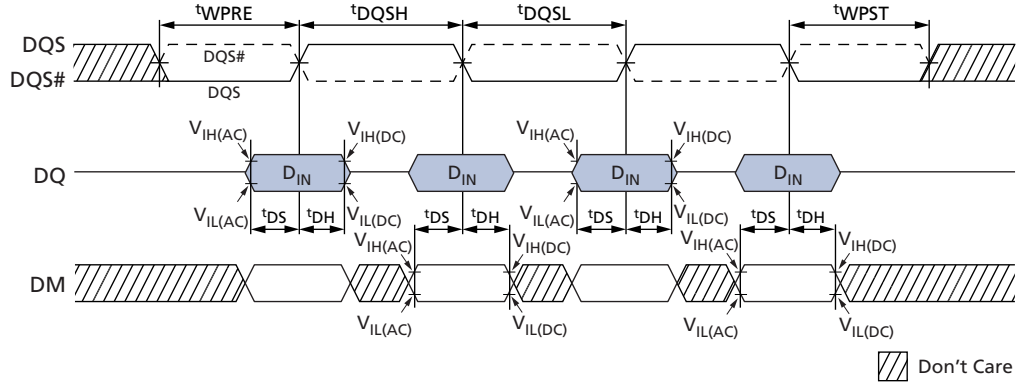 tWPRE tDQSH tDQSL tWPST
DQS
DQS#
DQS#
DQS
VIH(AC) VIH(DC) VIH(AC) VIH(DC)
DQ DIN DIN DIN DIN
VIL(AC) tDS tDH VIL(DC) VIL(AC) tDS tDH VIL(DC)
tDS tDH tDS tDH
VIH(AC) VIH(DC) VIH(AC) VIH(DC)
DM
VIL(AC) VIL(DC) VIL(AC) VIL(DC)
Don't Care